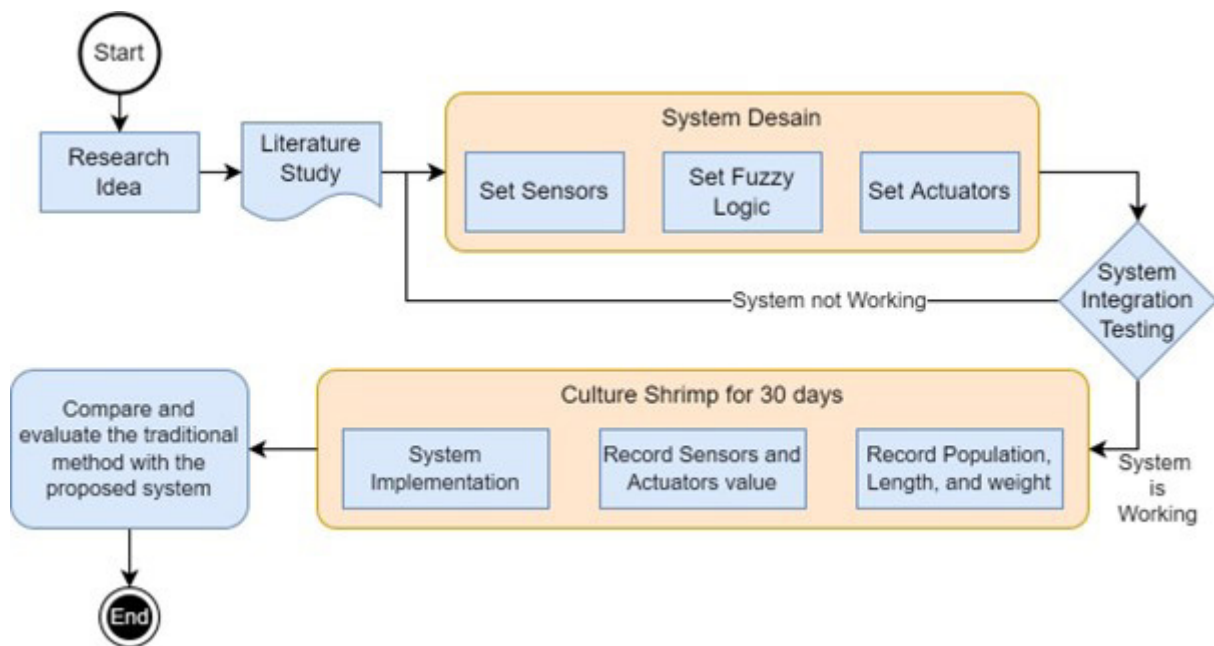 Start
Research
Idea
Literature
Study
System Desain
Set Sensors
Set Fuzzy
Logic
Set Actuators
System
Integration
Testing
System not Working
System
is
Working
Culture Shrimp for 30 days
System
Implementation
Record Sensors and
Actuators value
Record Population,
Length, and weight
Compare and
evaluate the traditional
method with the
proposed system
End